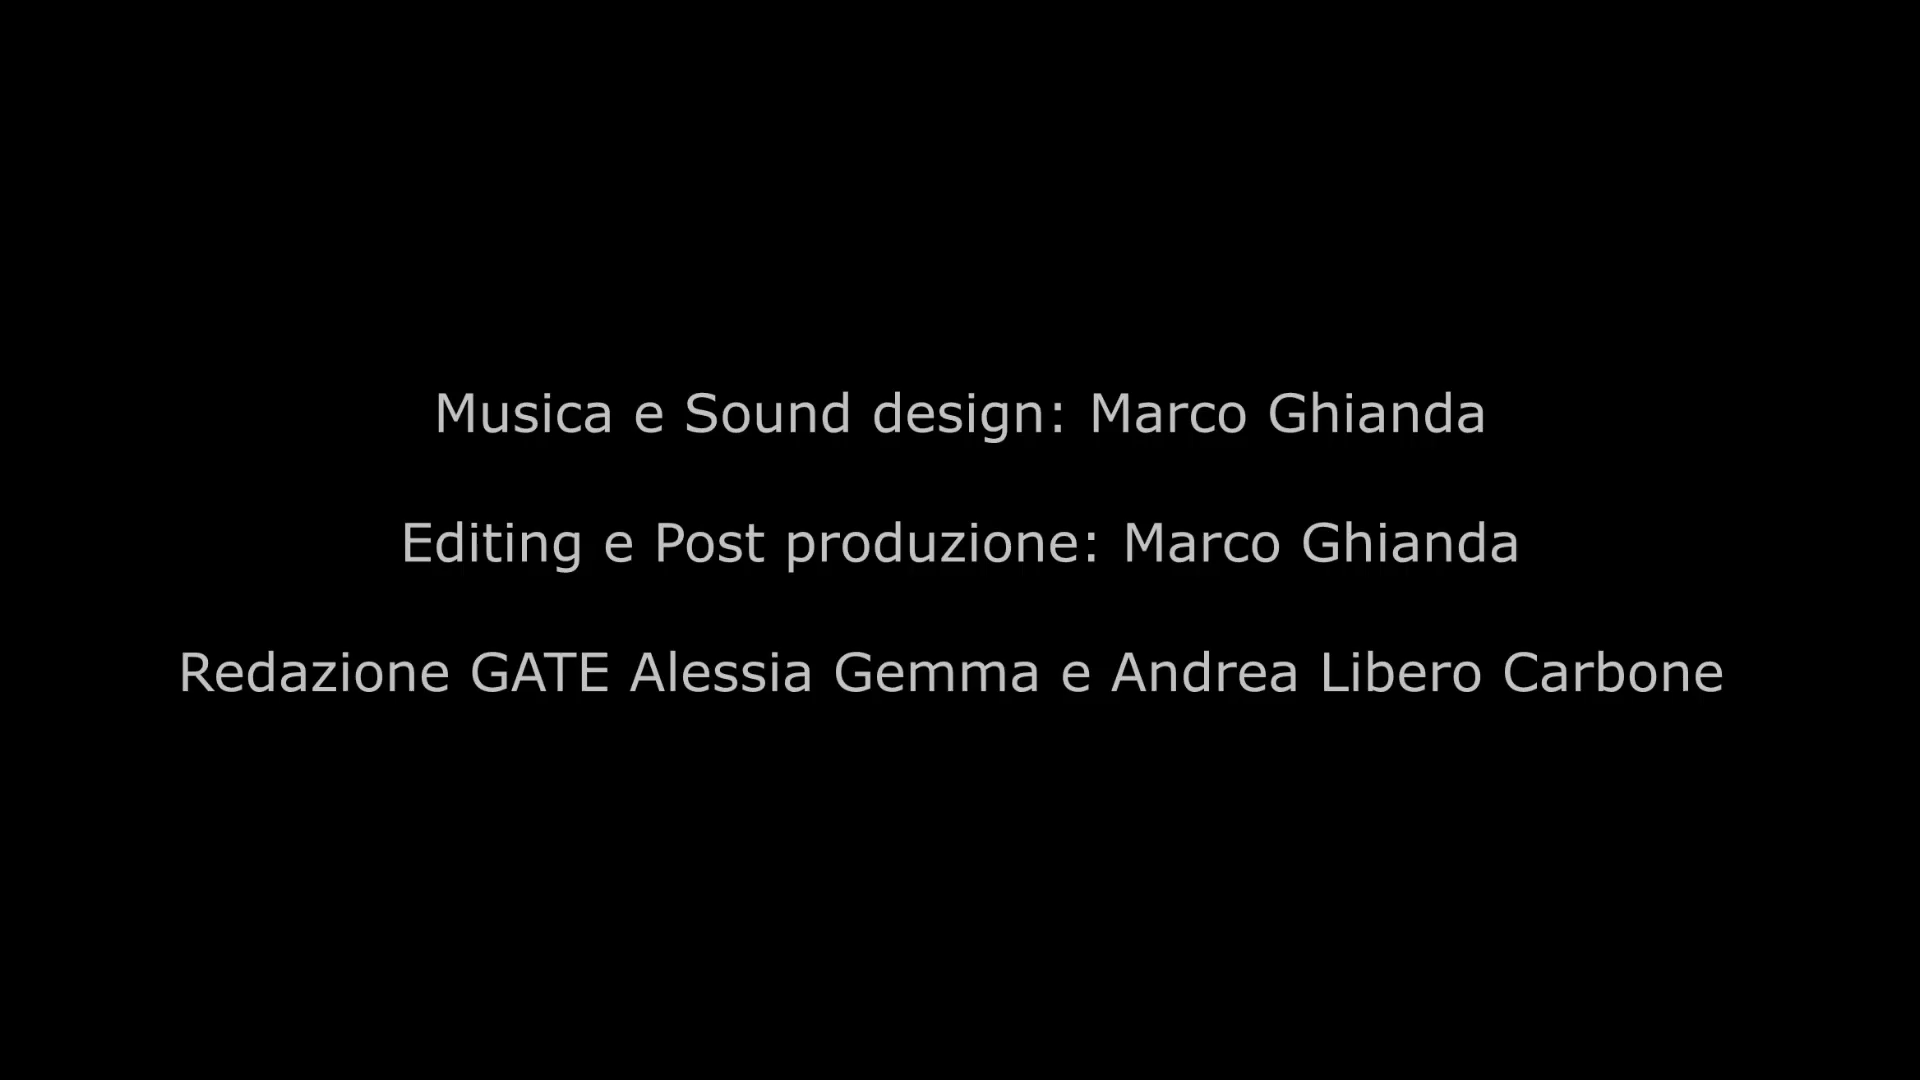 Musica e Sound design: Marco Ghianda
Editing e Post produzione: Marco Ghianda
Redazione GATE Alessia Gemma e Andrea Libero Carbone